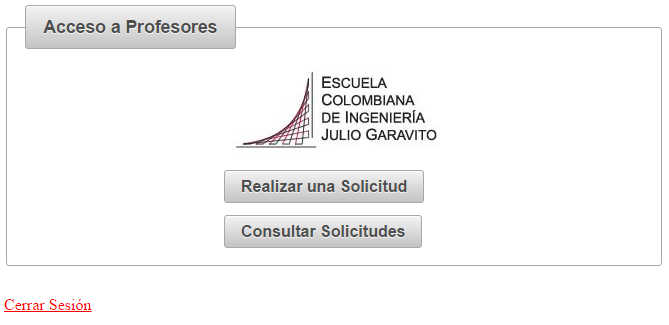 Acceso a Profesores
ESCUELA
COLOMBIANA
DE INGENIERÍA
JULIO GARAVITO
Realizar una Solicitud
Consultar Solicitudes
Cerrar Sesión